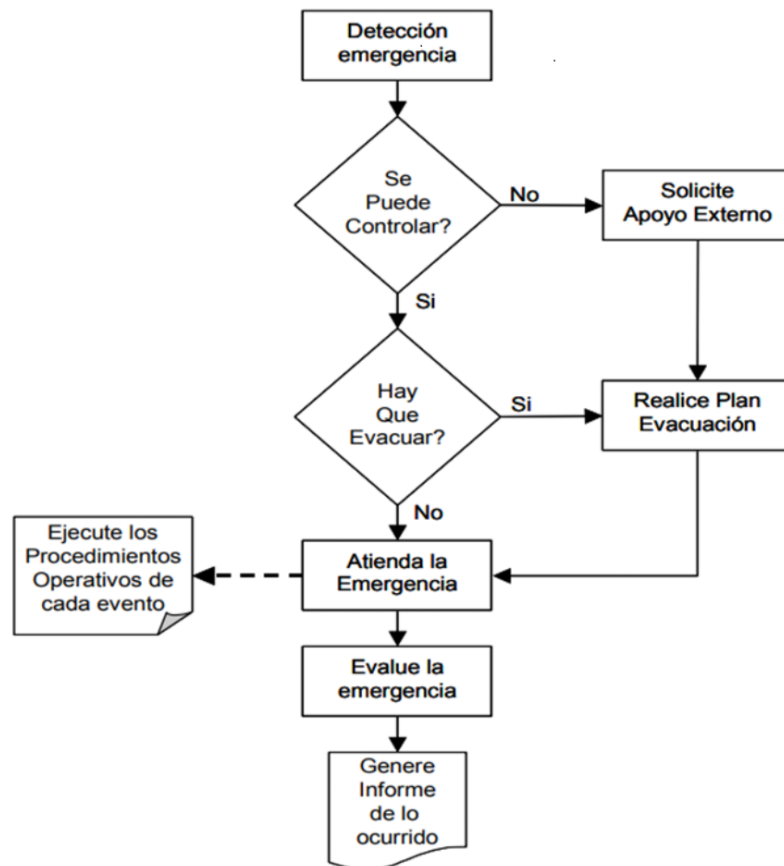 Detección
emergencia
Se
Puede
Controlar?
No
Solicite
Apoyo Externo
Si
Hay
Que
Evacuar?
Si
Realice Plan
Evacuación
No
Ejecute los
Procedimientos
Operativos de
cada evento
Atienda la
Emergencia
Evalue la
emergencia
Genere
Informe
de lo
ocurrido